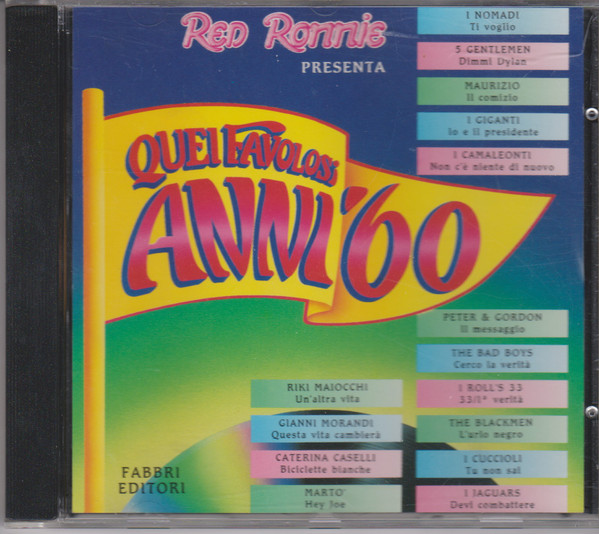 Red Ronnie
PRESENTA
QUEI FAVOLOSI
ANNI '60
I NOMADI
Ti voglio
5 GENTLEMEN
Dimmi Dylan
MAURIZIO
Il comizio
I GIGANTI
Io e il presidente
I CAMALEONTI
Non c'è niente di nuovo
PETER & GORDON
Il messaggio
THE BAD BOYS
Cerco la verità
I ROLL'S 33
33/1ª verità
THE BLACKMEN
L'urlo negro
I CUCCIOLI
Tu non sai
I JAGUARS
Devi combattere
RIKI MAIOCCHI
Un'altra vita
GIANNI MORANDI
Questa vita cambierà
CATERINA CASELLI
Biciclette bianche
MARTO'
Hey Joe
FABBRI
EDITORI